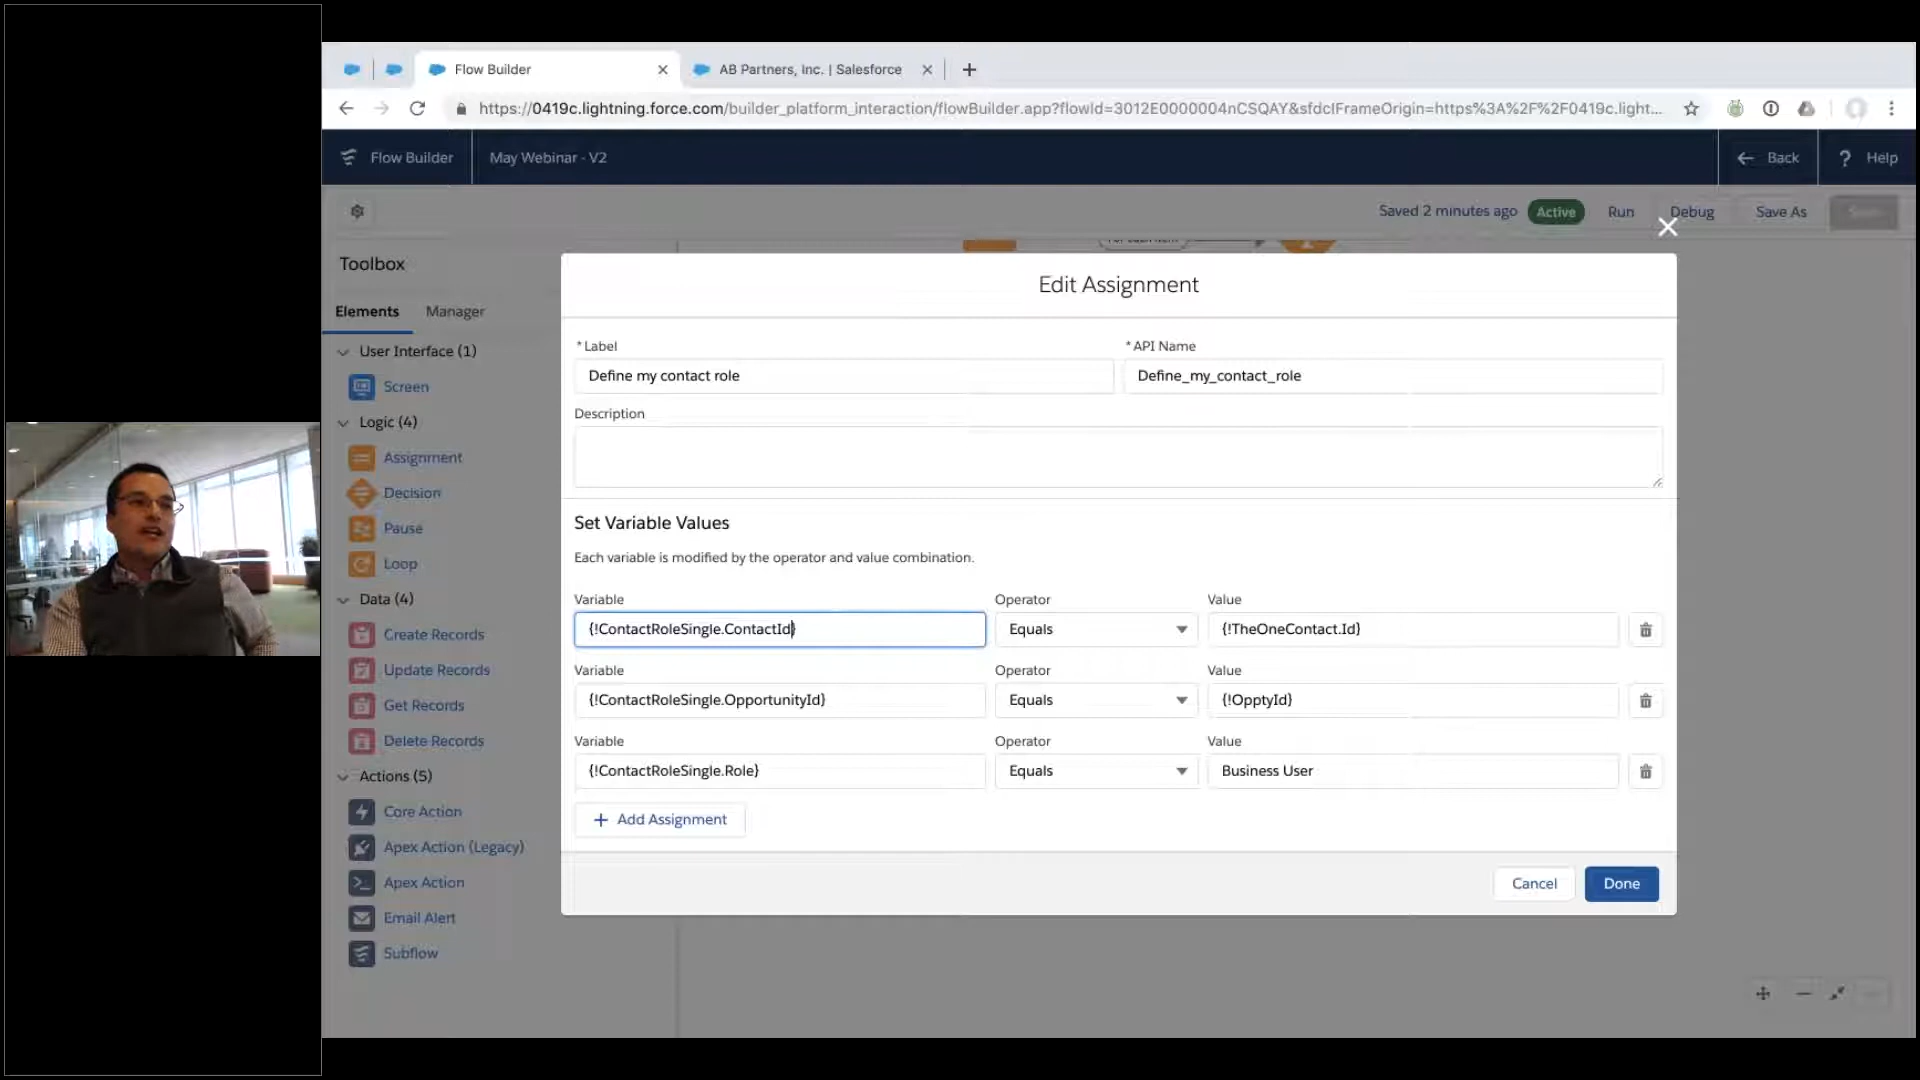 Flow Builder
AB Partners, Inc. | Salesforce
https://0419c.lightning.force.com/builder_platform_interaction/flowBuilder.app?flowId=3012E0000004nCSQAY&sfdcIFrameOrigin=https%3A%2F%2F0419c.light...
Flow Builder
May Webinar - V2
Back
? Help
Saved 2 minutes ago
Active
Run
Debug
Save As
Toolbox
Elements
Manager
User Interface (1)
Screen
Logic (4)
Assignment
Decision
Pause
Loop
Data (4)
Create Records
Update Records
Get Records
Delete Records
Actions (5)
Core Action
Apex Action (Legacy)
Apex Action
Email Alert
Subflow
Edit Assignment
* Label
* API Name
Define my contact role
Define_my_contact_role
Description
Set Variable Values
Each variable is modified by the operator and value combination.
Variable
Operator
Value
{!ContactRoleSingle.ContactId}
Equals
{!TheOneContact.Id}
Variable
Operator
Value
{!ContactRoleSingle.OpportunityId}
Equals
{!OpptyId}
Variable
Operator
Value
{!ContactRoleSingle.Role}
Equals
Business User
+ Add Assignment
Cancel
Done